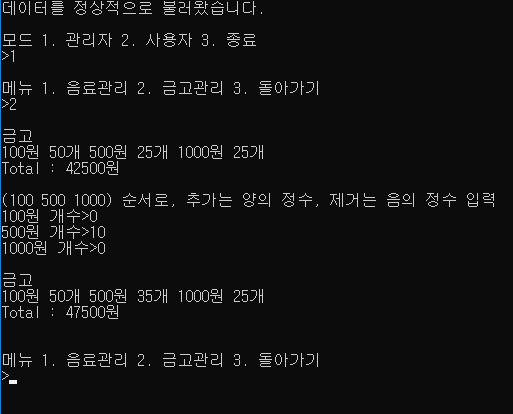 데이터를 정상적으로 불러왔습니다.
모드 1. 관리자 2. 사용자 3. 종료
>1
메뉴 1. 음료관리 2. 금고관리 3. 돌아가기
>2
금고
100원 50개 500원 25개 1000원 25개
Total : 42500원
(100 500 1000) 순서로, 추가는 양의 정수, 제거는 음의 정수 입력
100원 개수>0
500원 개수>10
1000원 개수>0
금고
100원 50개 500원 35개 1000원 25개
Total : 47500원
메뉴 1. 음료관리 2. 금고관리 3. 돌아가기
>